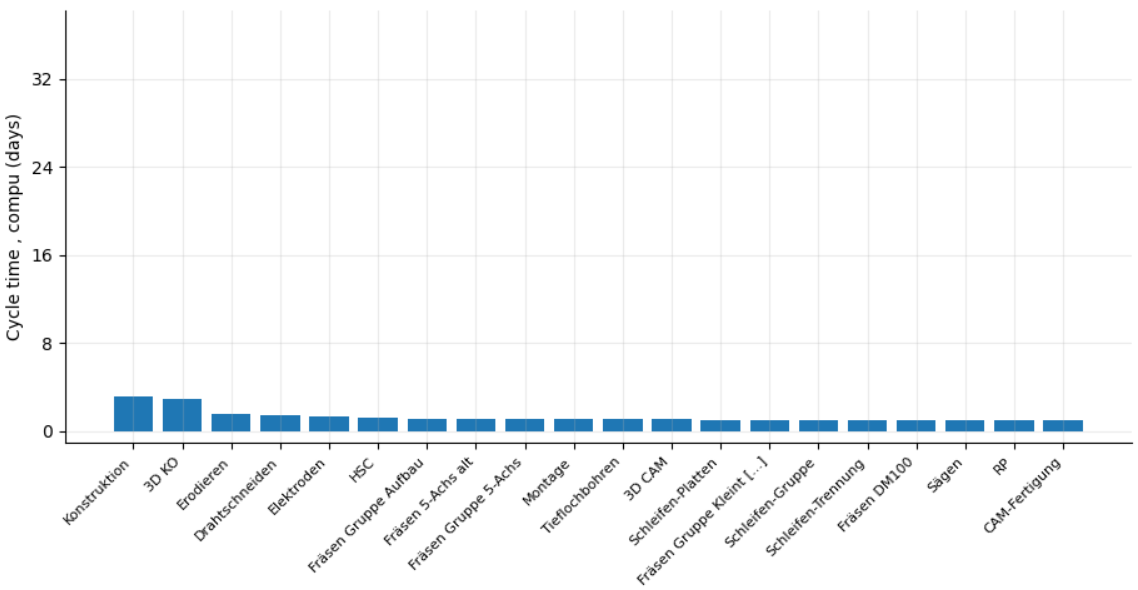 Cycle time , compu (days)
32
24
16
8
0
Konstruktion
3D KO
Erodieren
Drahtschneiden
Elektroden
HSC
Fräsen Gruppe Aufbau
Fräsen 5-Achs alt
Fräsen Gruppe 5-Achs
Montage
Tieflochbohren
3D CAM
Schleifen-Platten
Fräsen Gruppe Kleint [...]
Schleifen-Gruppe
Schleifen-Trennung
Fräsen DM100
Sägen
RP
CAM-Fertigung